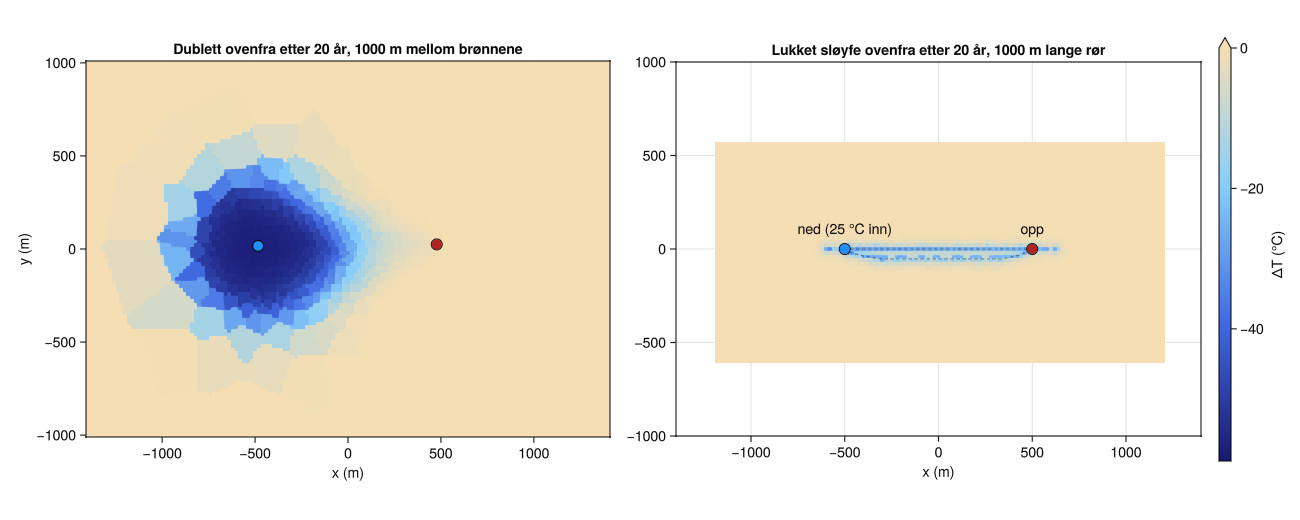 Dublett ovenfra etter 20 år, 1000 m mellom brønnene
1000
500
0
−500
−1000
y (m)
−1000
−500
0
500
1000
x (m)
Lukket sløyfe ovenfra etter 20 år, 1000 m lange rør
1000
500
0
−500
−1000
ned (25 °C inn)
opp
−1000
−500
0
500
1000
x (m)
0
−20
−40
ΔT (°C)